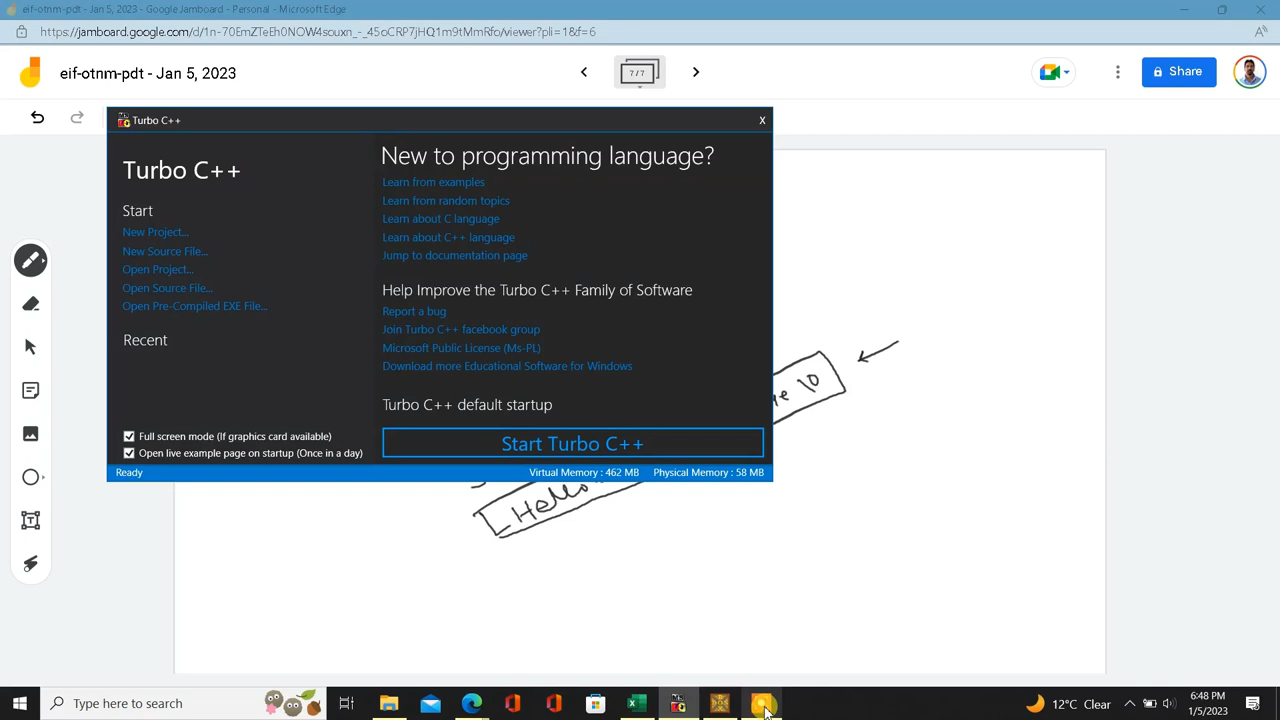 eif-otnm-pdt - Jan 5, 2023 - Google Jamboard - Personal - Microsoft Edge
https://jamboard.google.com/d/1n-70EmZTeEh0NOW4souxn_-_45oCRP7jHQ1m9tMmRfo/viewer?pli=1&f=6
eif-otnm-pdt - Jan 5, 2023
7/7
Share
Turbo C++
X
Turbo C++
Start
New Project...
New Source File...
Open Project...
Open Source File...
Open Pre-Compiled EXE File...
Recent
Full screen mode (If graphics card available)
Open live example page on startup (Once in a day)
New to programming language?
Learn from examples
Learn from random topics
Learn about C language
Learn about C++ language
Jump to documentation page
Help Improve the Turbo C++ Family of Software
Report a bug
Join Turbo C++ facebook group
Microsoft Public License (Ms-PL)
Download more Educational Software for Windows
Turbo C++ default startup
Start Turbo C++
Ready
Virtual Memory : 462 MB
Physical Memory : 58 MB
Hello
Type here to search
12°C Clear
6:48 PM
1/5/2023